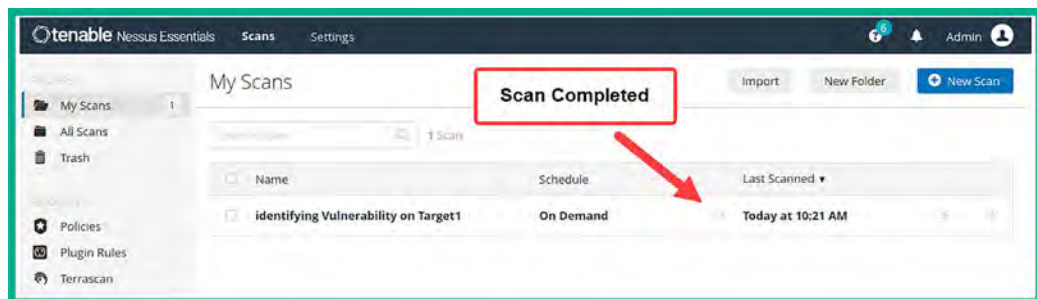 tenable Nessus Essentials Scans Settings 6 Admin
My Scans Import New Folder New Scan
Scan Completed
My Scans 1
All Scans
Trash
1 Scan
Name Schedule Last Scanned
identifying Vulnerability on Target1 On Demand Today at 10:21 AM
Policies
Plugin Rules
Terrascan